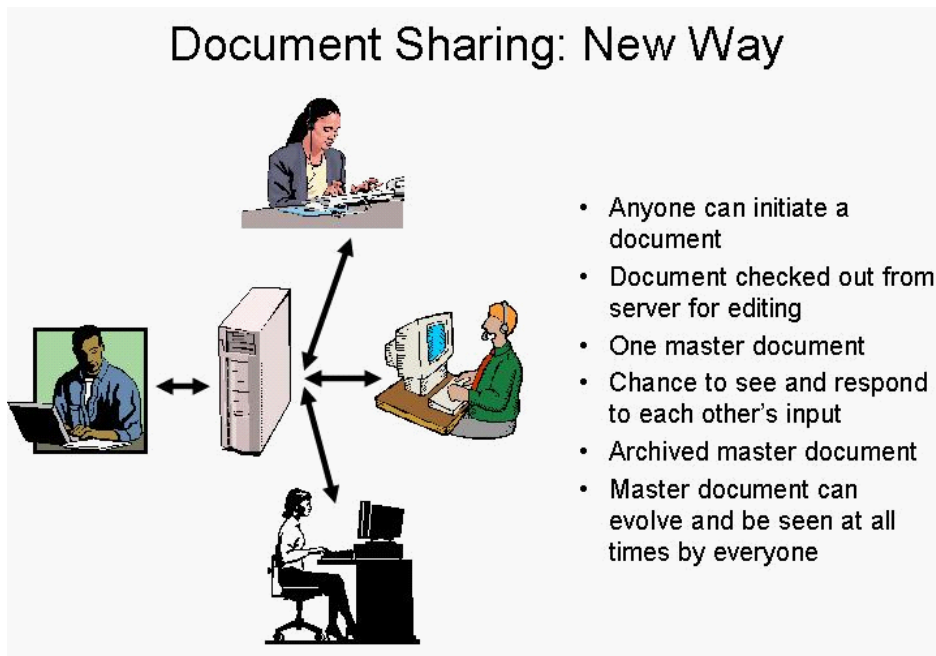 Document Sharing: New Way
• Anyone can initiate a
document
• Document checked out from
server for editing
• One master document
• Chance to see and respond
to each other's input
• Archived master document
• Master document can
evolve and be seen at all
times by everyone